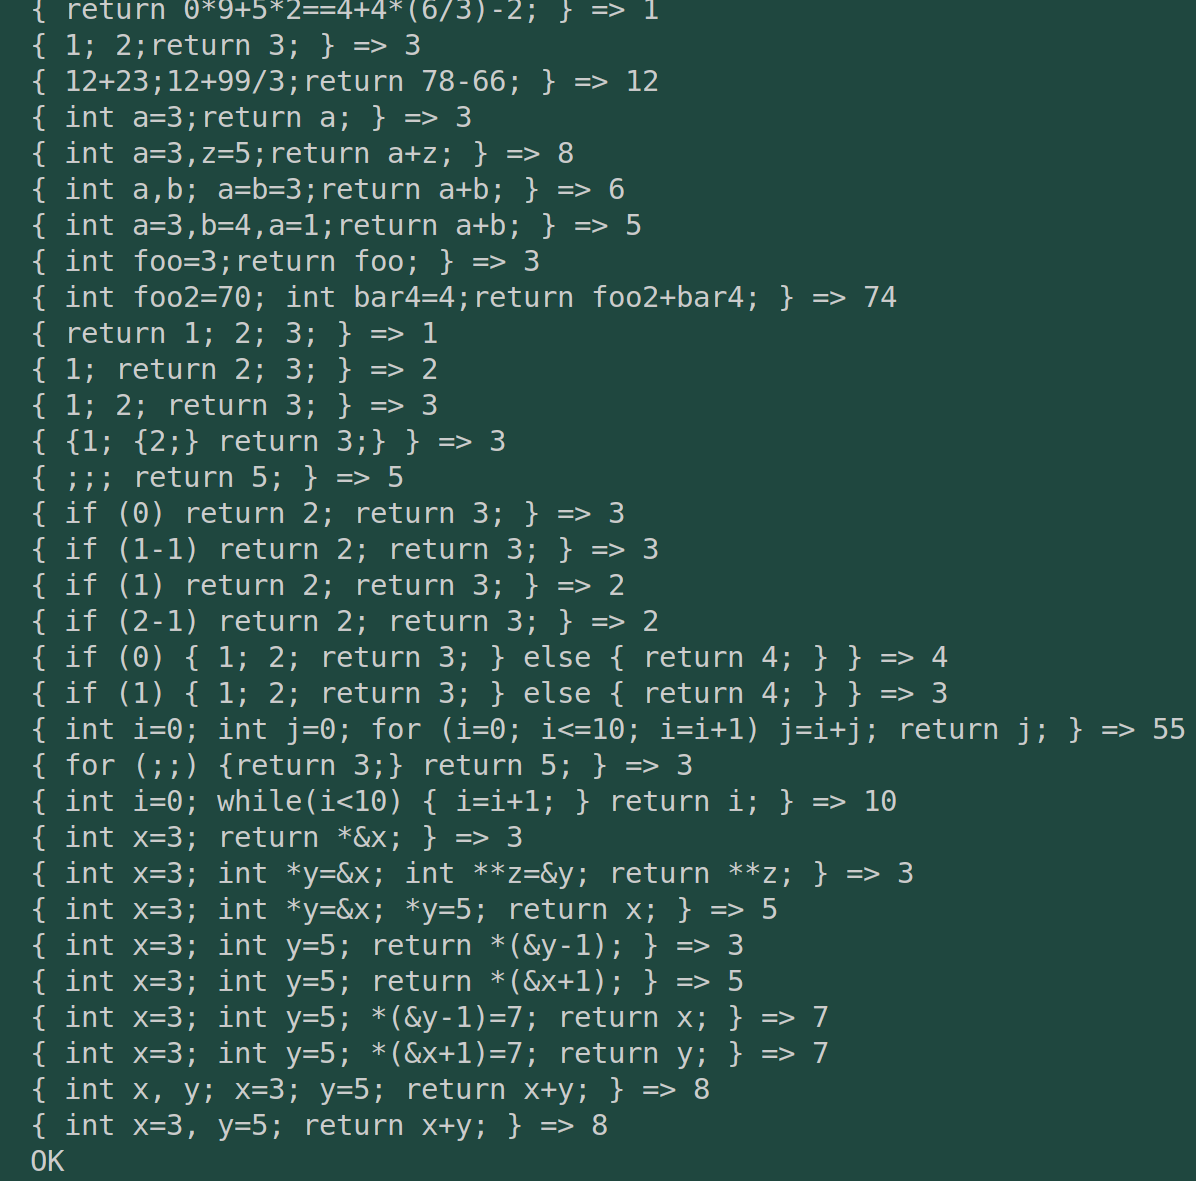 { return 0*9+5*2==4+4*(6/3)-2; } => 1
{ 1; 2;return 3; } => 3
{ 12+23;12+99/3;return 78-66; } => 12
{ int a=3;return a; } => 3
{ int a=3,z=5;return a+z; } => 8
{ int a,b; a=b=3;return a+b; } => 6
{ int a=3,b=4,a=1;return a+b; } => 5
{ int foo=3;return foo; } => 3
{ int foo2=70; int bar4=4;return foo2+bar4; } => 74
{ return 1; 2; 3; } => 1
{ 1; return 2; 3; } => 2
{ 1; 2; return 3; } => 3
{ {1; {2;} return 3;} } => 3
{ ;;; return 5; } => 5
{ if (0) return 2; return 3; } => 3
{ if (1-1) return 2; return 3; } => 3
{ if (1) return 2; return 3; } => 2
{ if (2-1) return 2; return 3; } => 2
{ if (0) { 1; 2; return 3; } else { return 4; } } => 4
{ if (1) { 1; 2; return 3; } else { return 4; } } => 3
{ int i=0; int j=0; for (i=0; i<=10; i=i+1) j=i+j; return j; } => 55
{ for (;;) {return 3;} return 5; } => 3
{ int i=0; while(i<10) { i=i+1; } return i; } => 10
{ int x=3; return *&x; } => 3
{ int x=3; int *y=&x; int **z=&y; return **z; } => 3
{ int x=3; int *y=&x; *y=5; return x; } => 5
{ int x=3; int y=5; return *(&y-1); } => 3
{ int x=3; int y=5; return *(&x+1); } => 5
{ int x=3; int y=5; *(&y-1)=7; return x; } => 7
{ int x=3; int y=5; *(&x+1)=7; return y; } => 7
{ int x, y; x=3; y=5; return x+y; } => 8
{ int x=3, y=5; return x+y; } => 8
OK